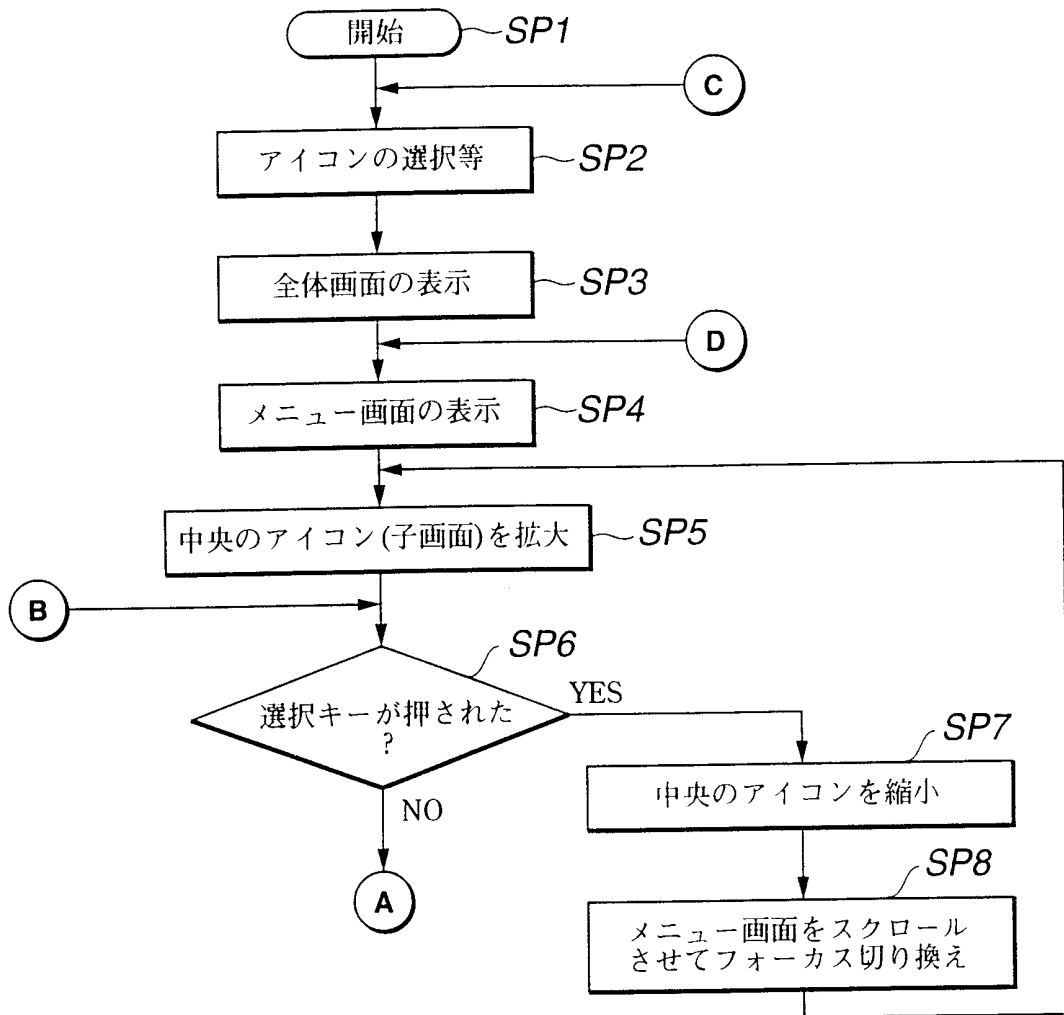 開始
SP1
C
アイコンの選択等
SP2
全体画面の表示
SP3
D
メニュー画面の表示
SP4
中央のアイコン(子画面)を拡大
SP5
B
SP6
選択キーが押された
?
YES
NO
A
SP7
中央のアイコンを縮小
SP8
メニュー画面をスクロール
させてフォーカス切り換え